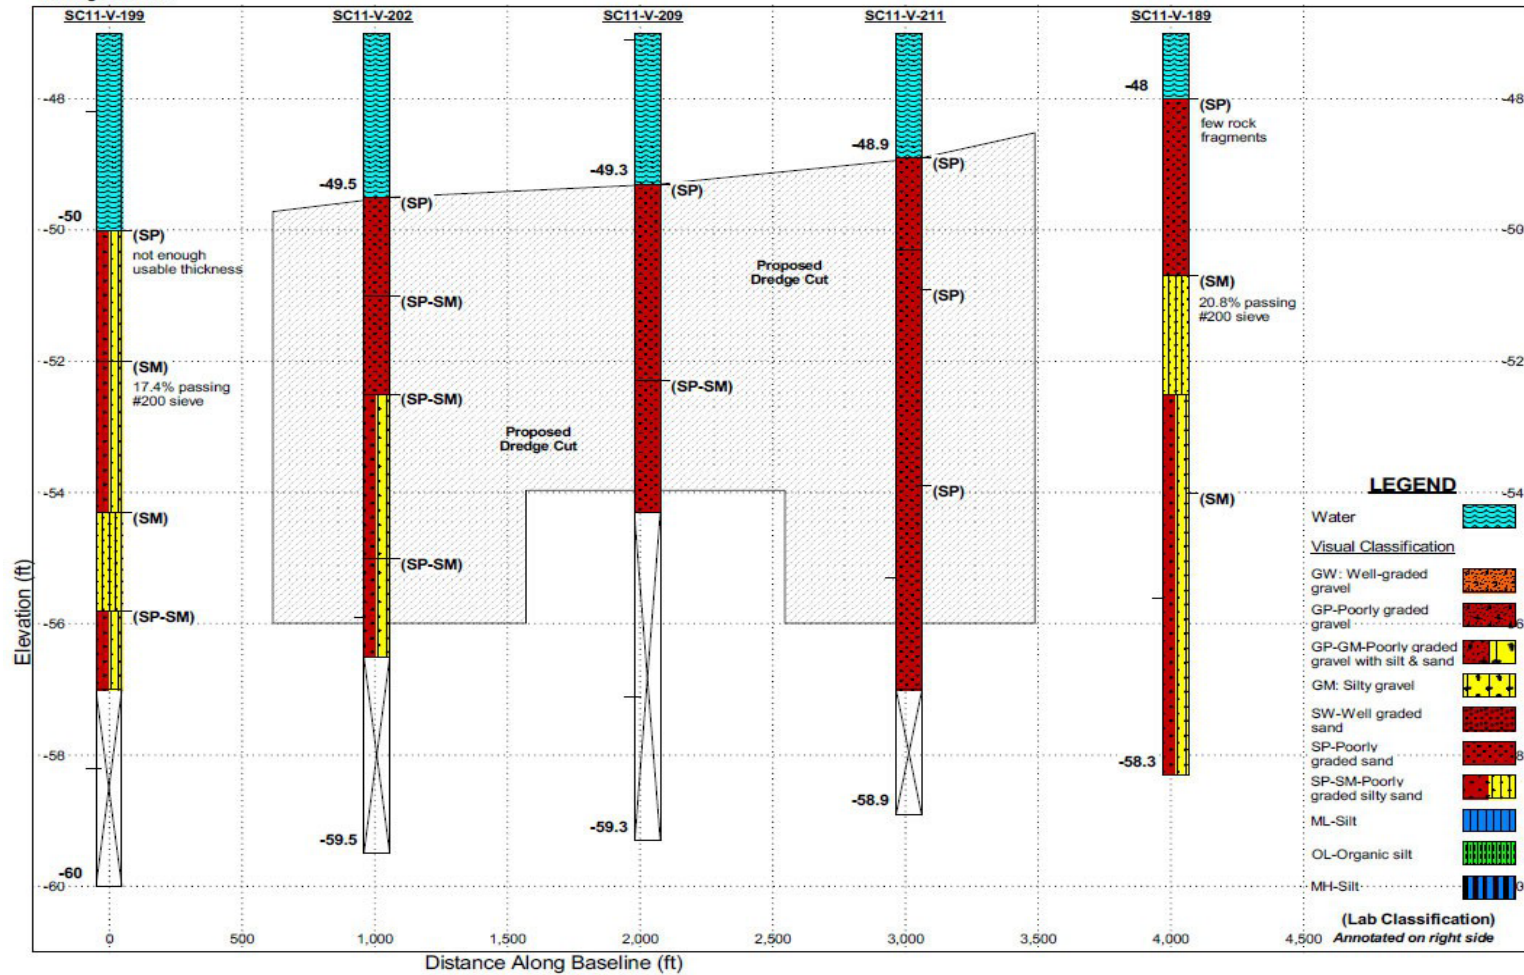 SC11-V-199
SC11-V-202
SC11-V-209
SC11-V-211
SC11-V-189
-48
-50
-52
-54
-56
-58
-60
Elevation (ft)
-50
(SP)
not enough
usable thickness
(SM)
17.4% passing
#200 sieve
(SM)
(SP-SM)
-60
-49.5
(SP)
(SP-SM)
(SP-SM)
(SP-SM)
-59.5
Proposed
Dredge Cut
-49.3
(SP)
(SP-SM)
-59.3
Proposed
Dredge Cut
-48.9
(SP)
(SP)
(SP)
-58.9
-48
(SP)
few rock
fragments
(SM)
20.8% passing
#200 sieve
(SM)
-58.3
-48
-50
-52
-54
LEGEND
Water
Visual Classification
GW: Well-graded
gravel
GP-Poorly graded
gravel
GP-GM-Poorly graded
gravel with silt & sand
GM: Silty gravel
SW-Well graded
sand
SP-Poorly
graded sand
SP-SM-Poorly
graded silty sand
ML-Silt
OL-Organic silt
MH-Silt
(Lab Classification)
Annotated on right side
0
500
1,000
1,500
2,000
2,500
3,000
3,500
4,000
4,500
Distance Along Baseline (ft)